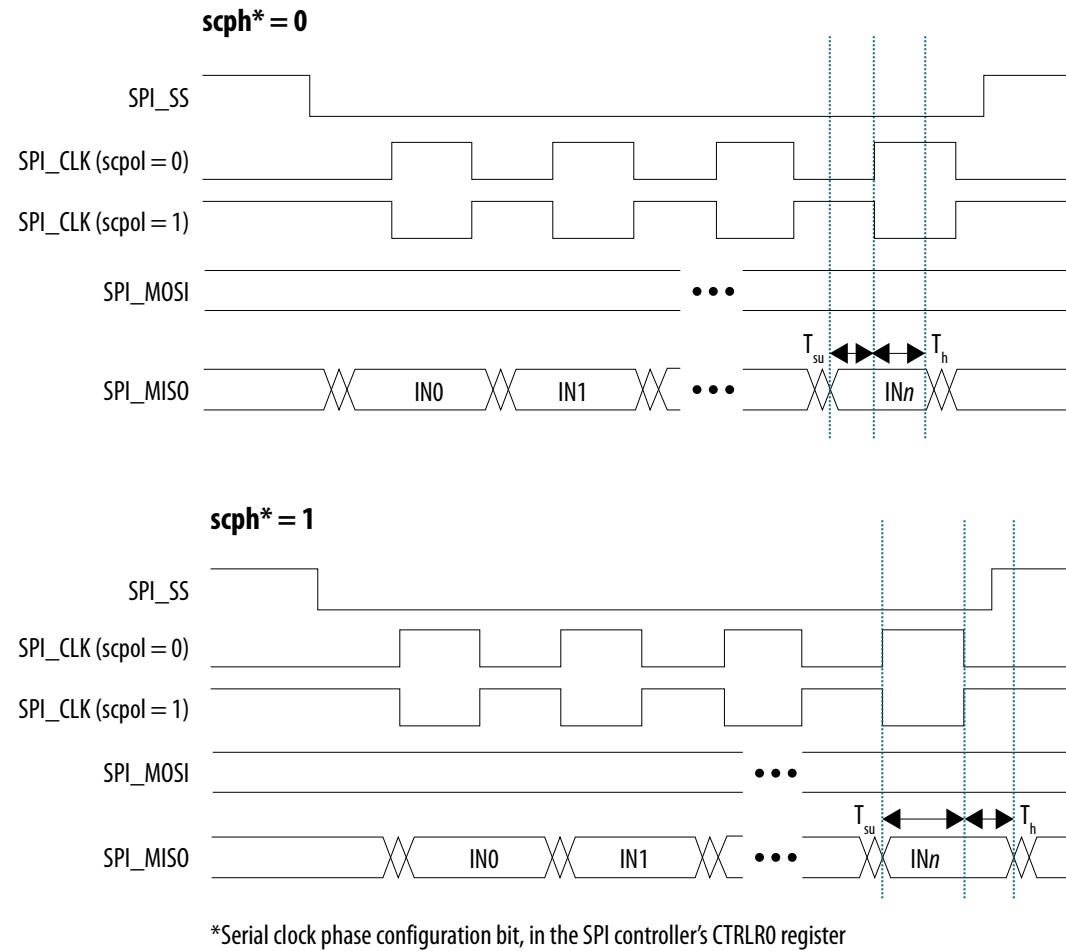 scph* = 0
SPI_SS
SPI_CLK (scpol = 0)
SPI_CLK (scpol = 1)
SPI_MOSI
•••
Tsu
Th
SPI_MISO
IN0
IN1
•••
INn
scph* = 1
SPI_SS
SPI_CLK (scpol = 0)
SPI_CLK (scpol = 1)
SPI_MOSI
•••
Tsu
Th
SPI_MISO
IN0
IN1
•••
INn
*Serial clock phase configuration bit, in the SPI controller's CTRLR0 register